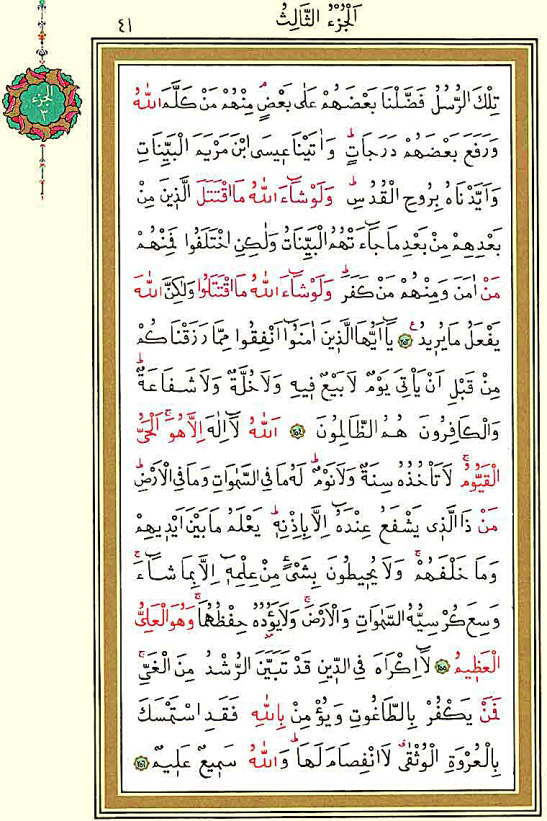 اَلْجُزْءُ الثَّالِثُ
٤١
الجزء
٣
تِلْكَ الرُّسُلُ فَضَّلْنَا بَعْضَهُمْ عَلٰى بَعْضٍۢ مِنْهُمْ مَنْ كَلَّمَ اللّٰهُ
وَرَفَعَ بَعْضَهُمْ دَرَجَاتٍۜ وَاٰتَيْنَا ع۪يسَى ابْنَ مَرْيَمَ الْبَيِّنَاتِ
وَاَيَّدْنَاهُ بِرُوحِ الْقُدُسِۜ وَلَوْ شَٓاءَ اللّٰهُ مَا اقْتَتَلَ الَّذ۪ينَ مِنْ
بَعْدِهِمْ مِنْ بَعْدِ مَا جَٓاءَتْهُمُ الْبَيِّنَاتُ وَلٰكِنِ اخْتَلَفُوا فَمِنْهُمْ
مَنْ اٰمَنَ وَمِنْهُمْ مَنْ كَفَرَۜ وَلَوْ شَٓاءَ اللّٰهُ مَا اقْتَتَلُوا وَلٰكِنَّ اللّٰهَ
يَفْعَلُ مَا يُر۪يدُ۟ ﴿٢٥٣﴾ يَٓا اَيُّهَا الَّذ۪ينَ اٰمَنُٓوا اَنْفِقُوا مِمَّا رَزَقْنَاكُمْ
مِنْ قَبْلِ اَنْ يَأْتِيَ يَوْمٌ لَا بَيْعٌ ف۪يهِ وَلَا خُلَّةٌ وَلَا شَفَاعَةٌۜ
وَالْكَافِرُونَ هُمُ الظَّالِمُونَ ﴿٢٥٤﴾ اَللّٰهُ لَٓا اِلٰهَ اِلَّا هُوَۚ اَلْحَيُّ
الْقَيُّومُۚ لَا تَأْخُذُهُ سِنَةٌ وَلَا نَوْمٌۜ لَهُ مَا فِي السَّمٰوَاتِ وَمَا فِي الْاَرْضِۜ
مَنْ ذَا الَّذ۪ي يَشْفَعُ عِنْدَهُٓ اِلَّا بِاِذْنِه۪ۜ يَعْلَمُ مَا بَيْنَ اَيْد۪يهِمْ
وَمَا خَلْفَهُمْۚ وَلَا يُح۪يطُونَ بِشَيْءٍ مِنْ عِلْمِه۪ٓ اِلَّا بِمَا شَٓاءَۚ
وَسِعَ كُرْسِيُّهُ السَّمٰوَاتِ وَالْاَرْضَۚ وَلَا يَؤُ۫دُهُ حِفْظُهُمَاۚ وَهُوَ الْعَلِيُّ
الْعَظ۪يمُ ﴿٢٥٥﴾ لَٓا اِكْرَاهَ فِي الدّ۪ينِ قَدْ تَبَيَّنَ الرُّشْدُ مِنَ الْغَيِّۚ
فَمَنْ يَكْفُرْ بِالطَّاغُوتِ وَيُؤْمِنْ بِاللّٰهِ فَقَدِ اسْتَمْسَكَ
بِالْعُرْوَةِ الْوُثْقٰىۗ لَا انْفِصَامَ لَهَاۜ وَاللّٰهُ سَم۪يعٌ عَل۪يمٌ ﴿٢٥٦﴾